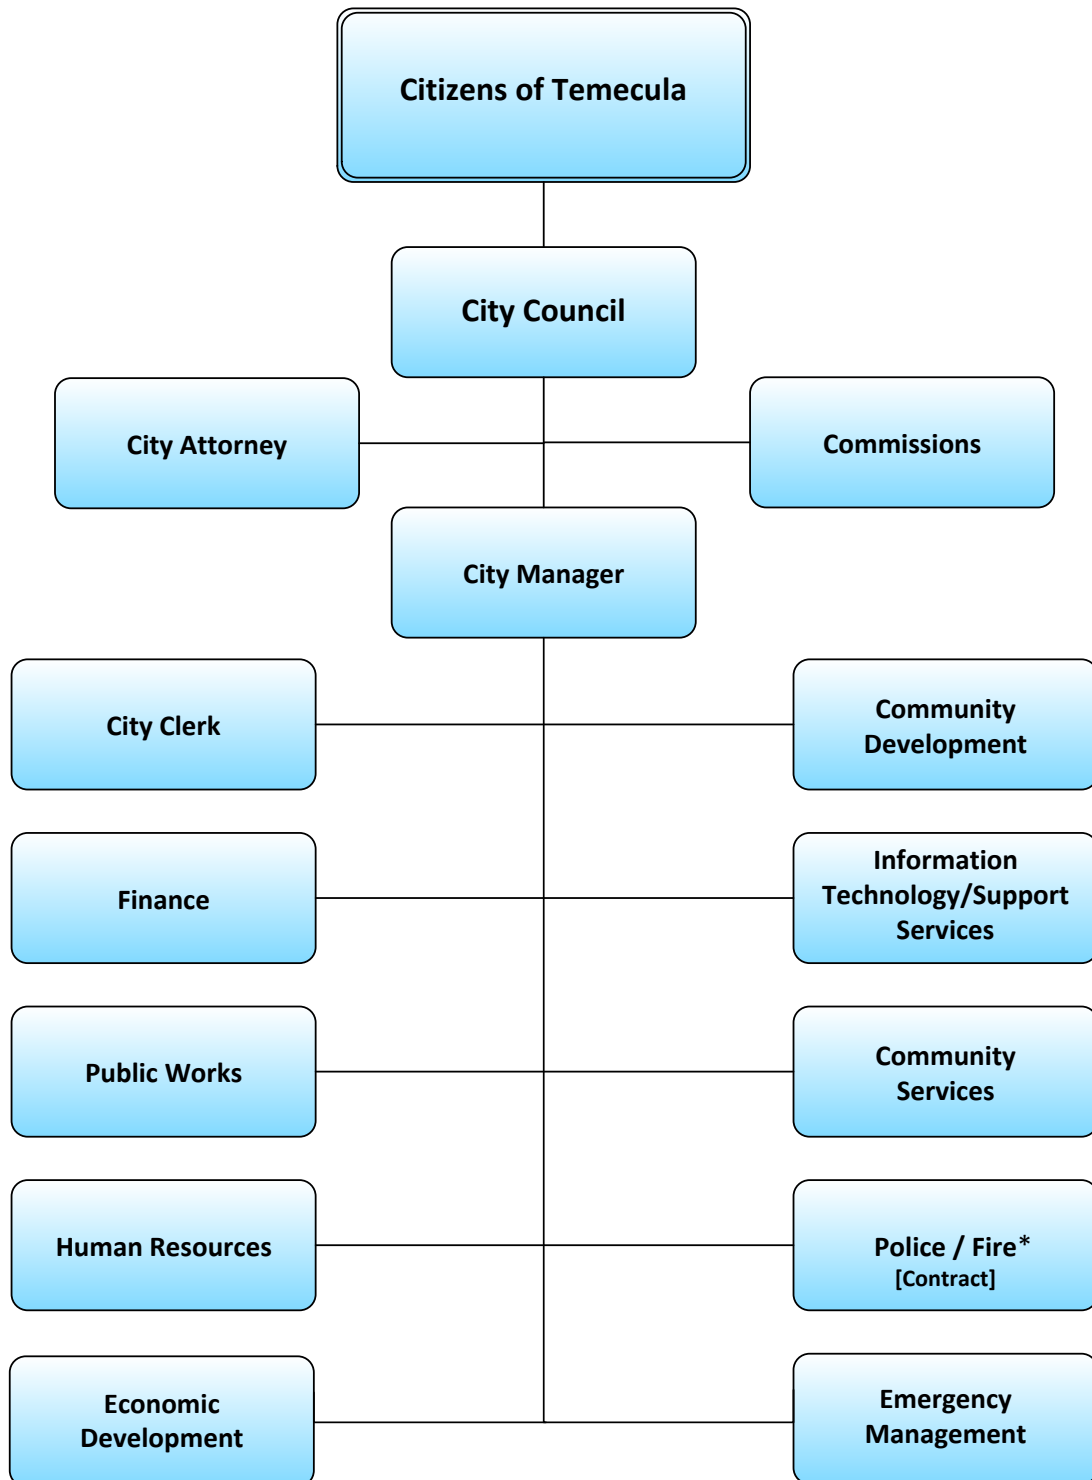 Citizens of Temecula
City Council
City Attorney
Commissions
City Manager
City Clerk
Community
Development
Finance
Information
Technology/Support
Services
Public Works
Community
Services
Human Resources
Police / Fire*
[Contract]
Economic
Development
Emergency
Management